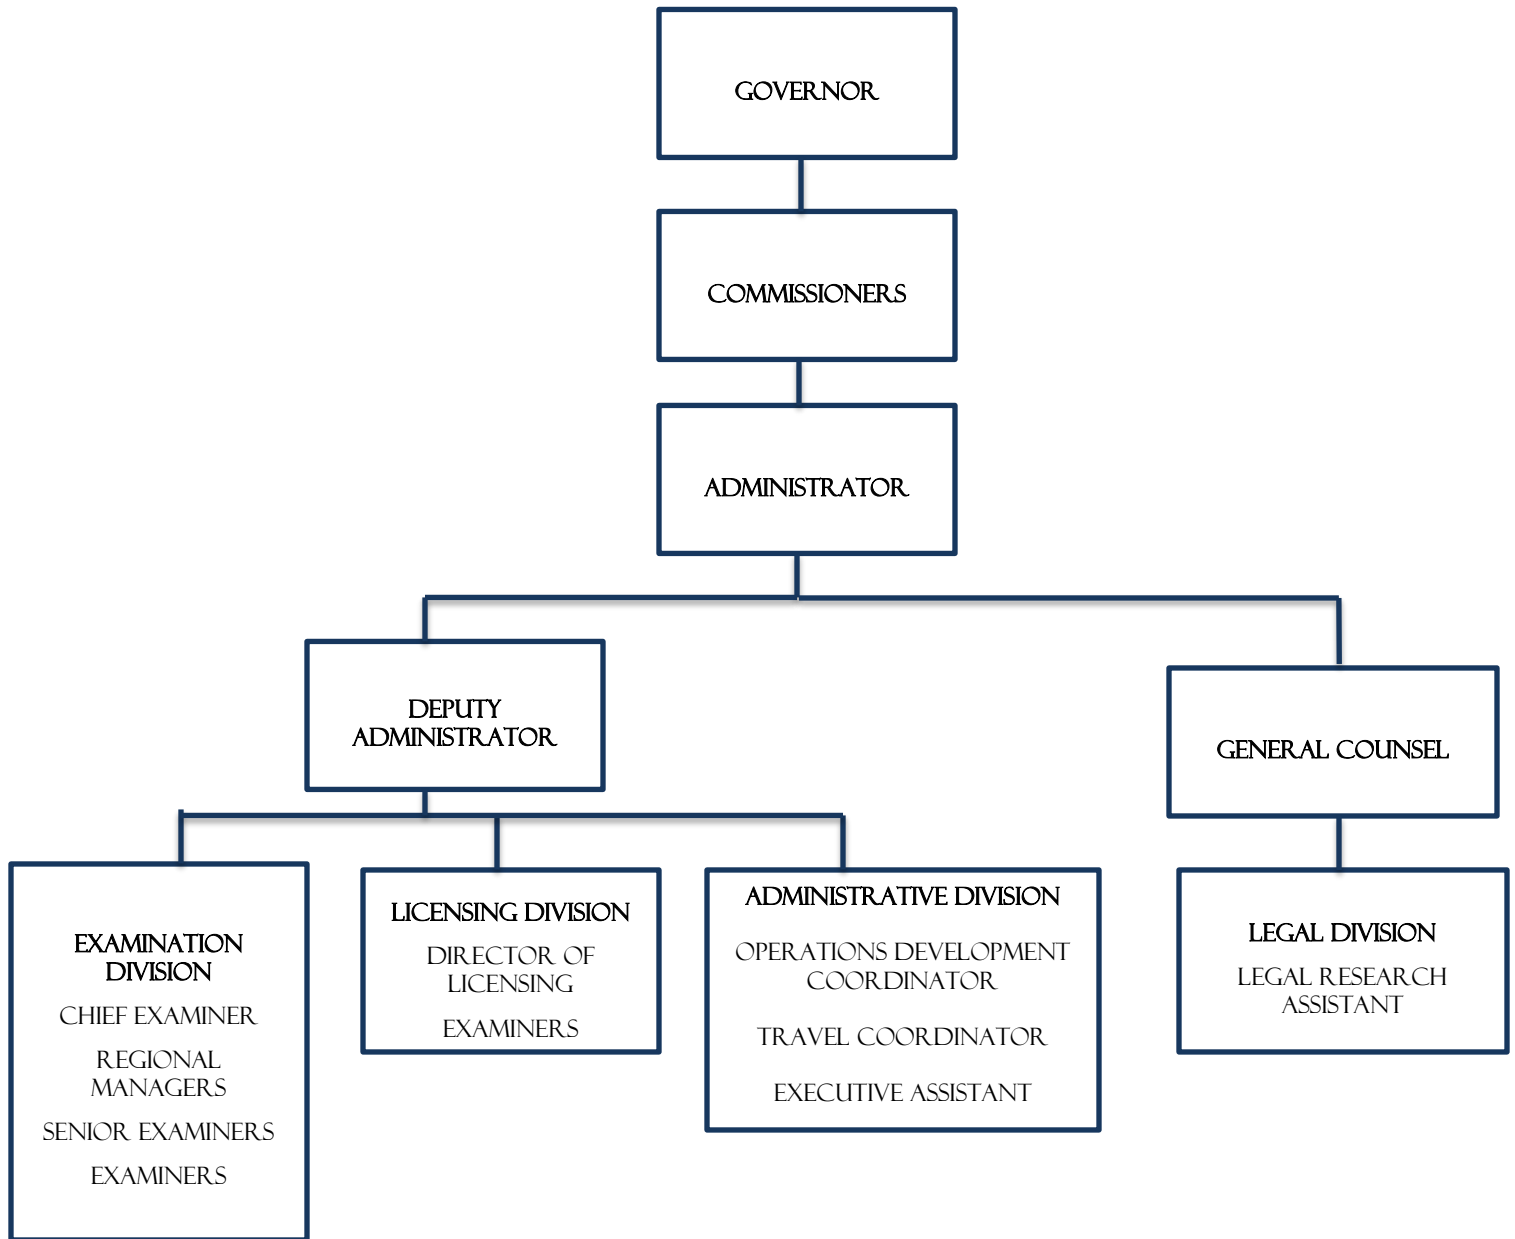 GOVERNOR
COMMISSIONERS
ADMINISTRATOR
DEPUTY
ADMINISTRATOR
GENERAL COUNSEL
EXAMINATION
DIVISION
CHIEF EXAMINER
REGIONAL
MANAGERS
SENIOR EXAMINERS
EXAMINERS
LICENSING DIVISION
DIRECTOR OF
LICENSING
EXAMINERS
ADMINISTRATIVE DIVISION
OPERATIONS DEVELOPMENT
COORDINATOR
TRAVEL COORDINATOR
EXECUTIVE ASSISTANT
LEGAL DIVISION
LEGAL RESEARCH
ASSISTANT